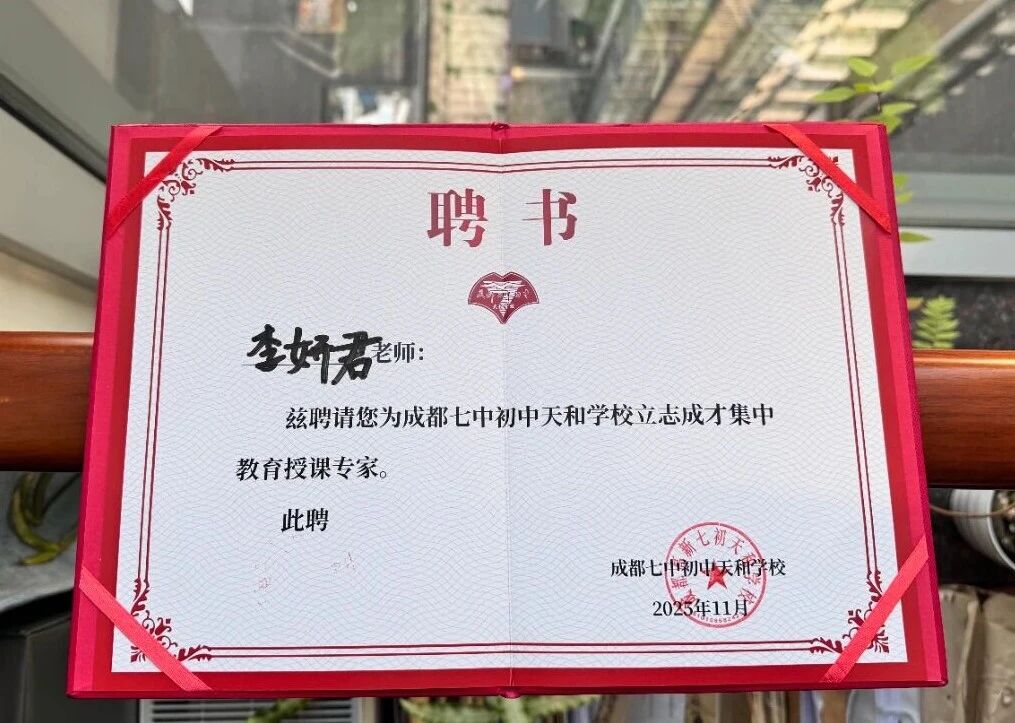 聘书
李妍君老师：
兹聘请您为成都七中初中天和学校立志成才集中
教育授课专家。
此聘
成都七中初中天和学校
2025年11月